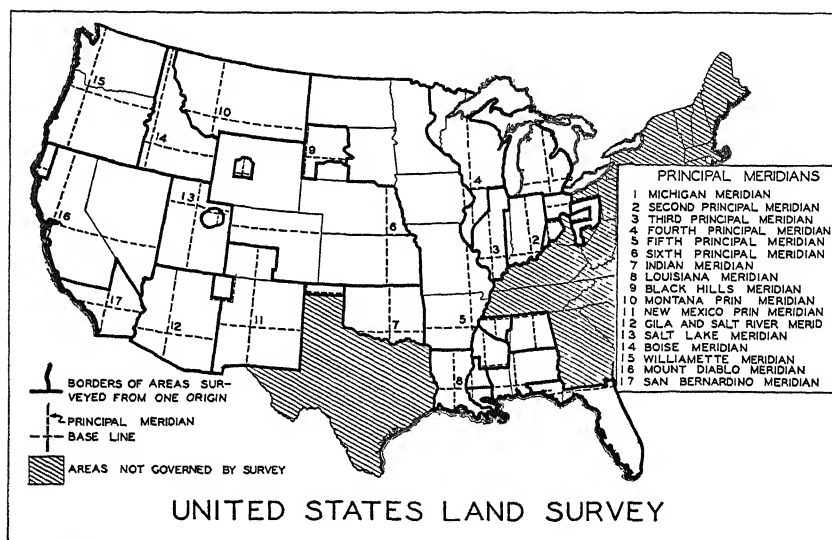 15
10
14
9
4
1
13
6
16
3
2
17
12
11
7
5
8
PRINCIPAL MERIDIANS
1 MICHIGAN MERIDIAN
2 SECOND PRINCIPAL MERIDIAN
3 THIRD PRINCIPAL MERIDIAN
4 FOURTH PRINCIPAL MERIDIAN
5 FIFTH PRINCIPAL MERIDIAN
6 SIXTH PRINCIPAL MERIDIAN
7 INDIAN MERIDIAN
8 LOUISIANA MERIDIAN
9 BLACK HILLS MERIDIAN
10 MONTANA PRIN MERIDIAN
11 NEW MEXICO PRIN MERIDIAN
12 GILA AND SALT RIVER MERID
13 SALT LAKE MERIDIAN
14 BOISE MERIDIAN
15 WILLIAMETTE MERIDIAN
16 MOUNT DIABLO MERIDIAN
17 SAN BERNARDINO MERIDIAN
BORDERS OF AREAS SUR-
VEYED FROM ONE ORIGIN
PRINCIPAL MERIDIAN
BASE LINE
AREAS NOT GOVERNED BY SURVEY
UNITED STATES LAND SURVEY